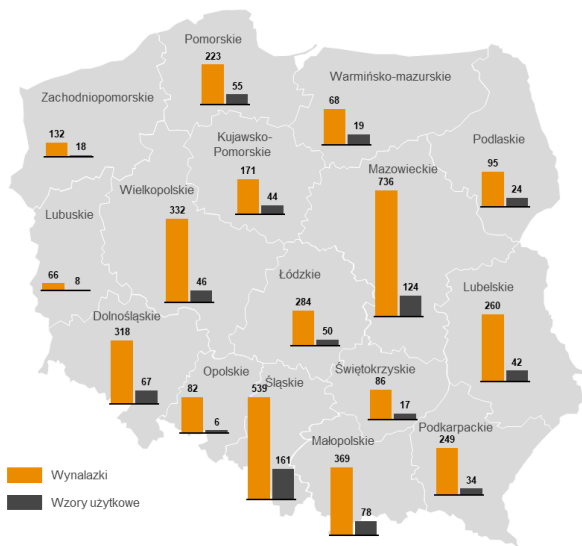 Pomorskie
223
55
Warmińsko-mazurskie
68
19
Zachodniopomorskie
132
18
Kujawsko-
Pomorskie
171
44
Podlaskie
95
24
Mazowieckie
736
124
Wielkopolskie
332
46
Lubuskie
66
8
Łódzkie
284
50
Lubelskie
260
42
Dolnośląskie
318
67
Opolskie
82
6
Śląskie
539
161
Świętokrzyskie
86
17
Małopolskie
369
78
Podkarpackie
249
34
Wynalazki
Wzory użytkowe